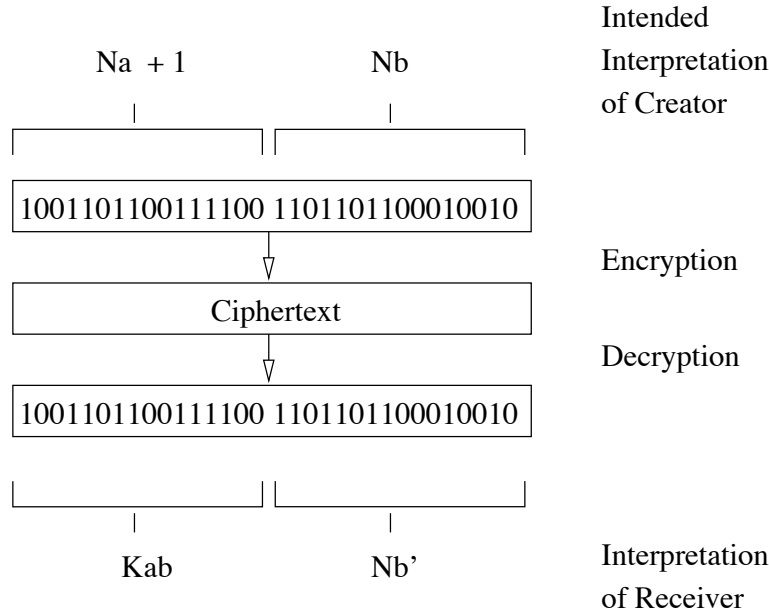 Intended
Na + 1 Nb Interpretation
of Creator
1001101100111100 1101101100010010
Encryption
Ciphertext
Decryption
1001101100111100 1101101100010010
Kab Nb’ Interpretation
of Receiver